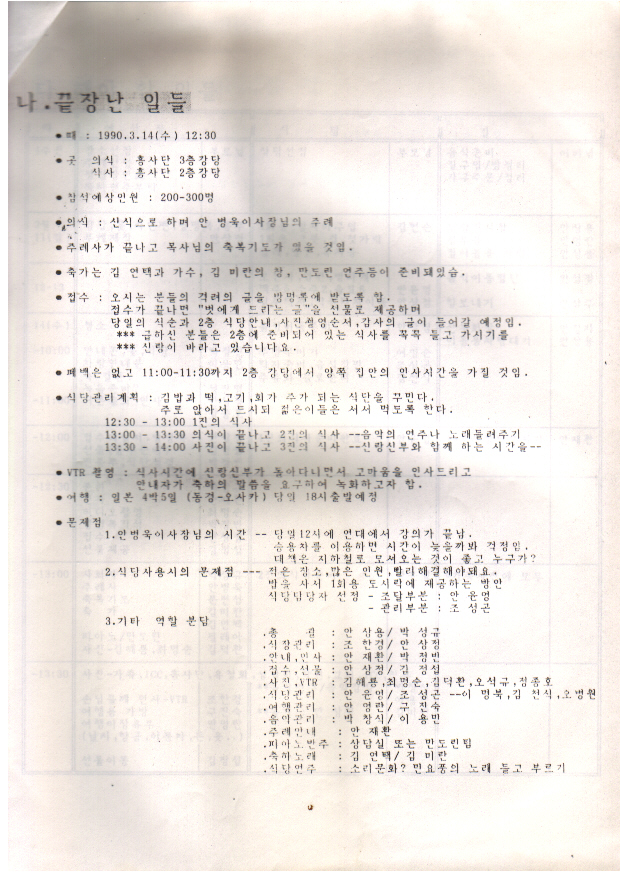 나.끝장난 일들
● 때 : 1990.3.14(수) 12:30
● 곳 의식 : 흥사단 3층강당
식사 : 흥사단 2층강당
● 참석예상인원 : 200-300명
● 의식 : 신식으로 하며 안 병욱이사장님의 주례
● 주례사가 끝나고 목사님의 축복기도가 있을 것임.
● 축가는 김 연택과 가수, 김 미란의 창, 만도린 연주등이 준비돼있슴.
● 접수 : 오시는 분들의 격려의 글을 방명록에 받도록 함.
접수가 끝나면 "벗에게 드리는 글"을 선물로 제공하며
당일의 식순과 2층 식당안내,사진촬영순서,감사의 글이 들어갈 예정임.
*** 급하신 분들은 2층에 준비되어 있는 식사를 꼭꼭 들고 가시기를
*** 신랑이 바라고 있습니다요.
● 폐백은 없고 11:00-11:30까지 2층 강당에서 양쪽 집안의 인사시간을 가질 것임.
● 식당관리계획 : 김밥과 떡,고기,회가 주가 되는 식단을 꾸민다.
주로 앉아서 드시되 젊은이들은 서서 먹도록 한다.
12:30 - 13:00 1진의 식사
13:00 - 13:30 의식이 끝나고 2진의 식사 --음악의 연주나 노래들려주기
13:30 - 14:00 사진이 끝나고 3진의 식사 --신랑신부와 함께 하는 시간을--
● VTR 촬영 : 식사시간에 신랑신부가 돌아다니면서 고마움을 인사드리고
안내자가 축하의 말씀을 요구하여 녹화하고자 함.
● 여행 : 일본 4박5일 (동경-오사카) 당일 18시출발예정
● 문제점
1.안병욱이사장님의 시간 -- 당일12시에 연대에서 강의가 끝남.
승용차를 이용하면 시간이 늦을까봐 걱정임.
대책은 지하철로 모셔오는 것이 좋고 누구가?
2.식당사용시의 문제점 --- 적은 장소,많은 인원,빨리해결해야돼요.
밥을 사서 1회용 도시락에 제공하는 방안
식당담당자 선정 - 조달부분 : 안 윤영
- 관리부분 : 조 성곤
3.기타 역할 분담
.총 괄 : 안 상용/ 박 성규
.식장관리 : 조 한경/ 안 상정
.안내,인사 : 안 재환/ 박 정빈
.접수,선물 : 안 상경/ 김 정섭
.사진,VTR : 김 해룡,최명순,김덕환,오석규,정종호
.식당관리 : 안 윤영/ 조 성곤 --이 명북,김 천식,오병원
.여행관리 : 안 영란/ 구 진숙
.음악관리 : 박 창식/ 이 용민
.주례안내 : 안 재환
.피아노반주 : 상담실 또는 만도린팀
.축하노래 : 김 연택/ 김 미란
.식당연주 : 소리문화? 민요풍의 노래 들고 부르기